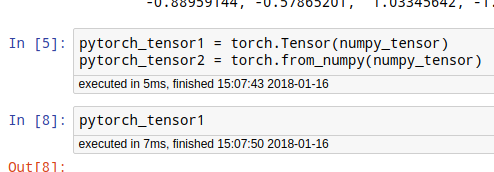 -0.88959144, -0.57865201, 1.03345642, -1.
In [5]: pytorch_tensor1 = torch.Tensor(numpy_tensor)
pytorch_tensor2 = torch.from_numpy(numpy_tensor)
executed in 5ms, finished 15:07:43 2018-01-16
In [8]: pytorch_tensor1
executed in 7ms, finished 15:07:50 2018-01-16
Out[8]: